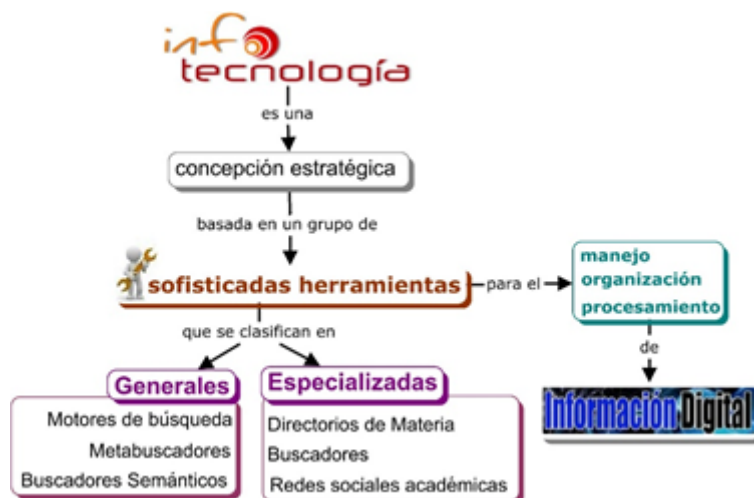 info
tecnología
es una
concepción estratégica
basada en un grupo de
sofisticadas herramientas
para el
manejo
organización
procesamiento
de
Información Digital
que se clasifican en
Generales
Motores de búsqueda
Metabuscadores
Buscadores Semánticos
Especializadas
Directorios de Materia
Buscadores
Redes sociales académicas